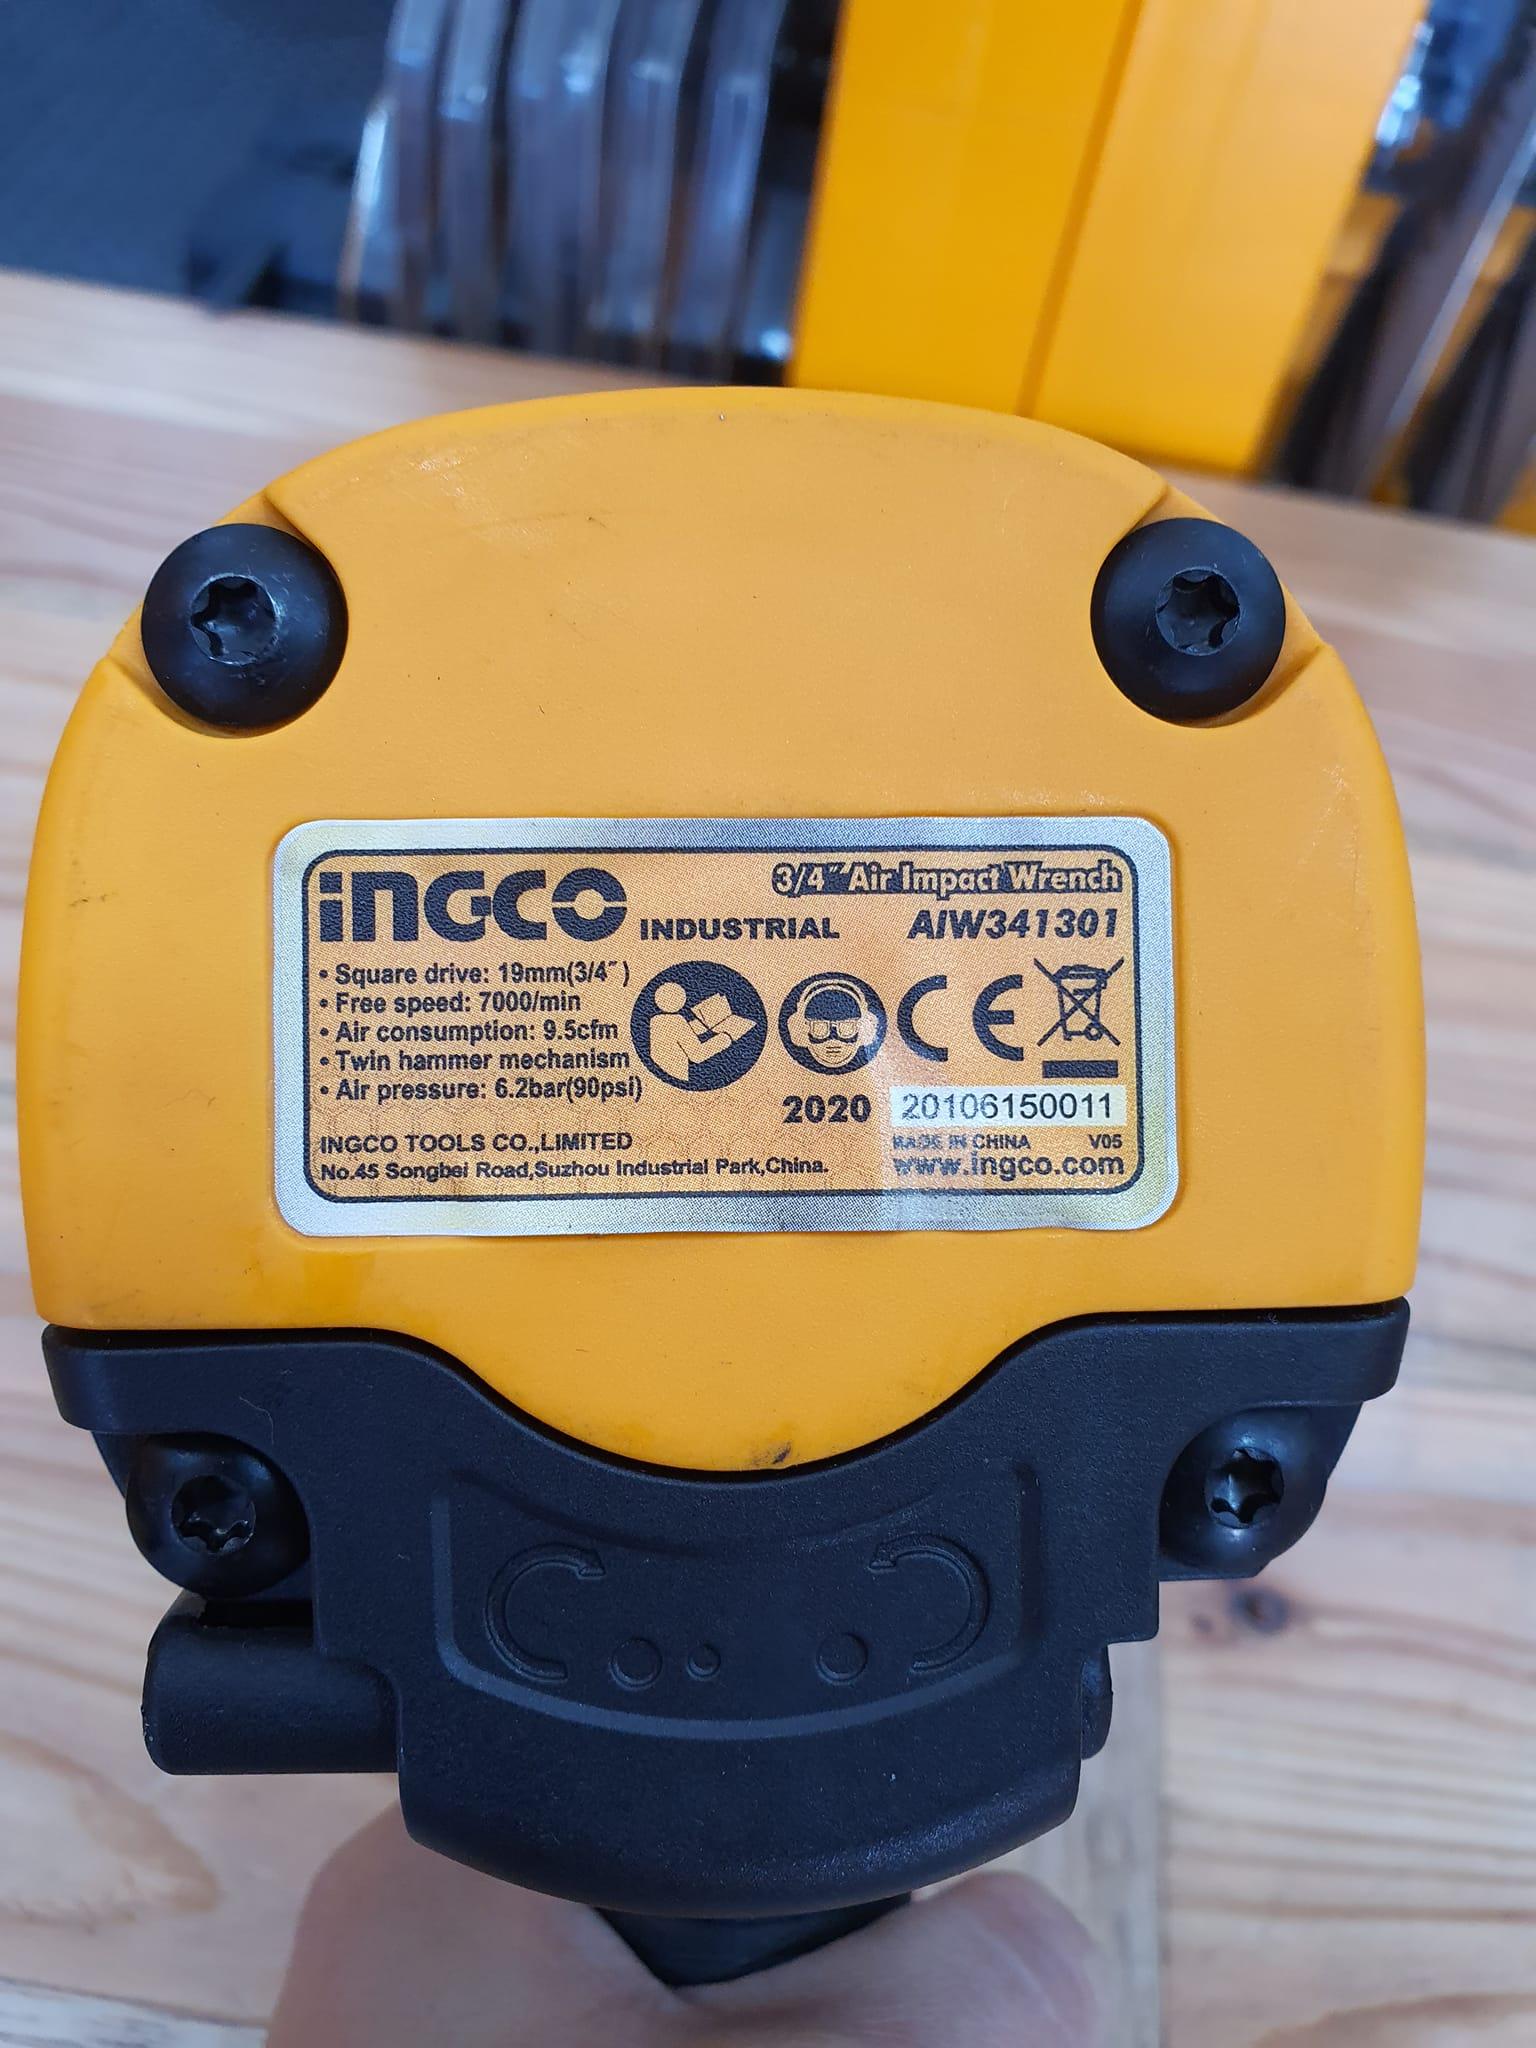 INGCO INDUSTRIAL
3/4" Air Impact Wrench
AIW341301
• Square drive: 19mm(3/4")
• Free speed: 7000/min
• Air consumption: 9.5cfm
• Twin hammer mechanism
• Air pressure: 6.2bar(90psi)
CE
2020 20106150011
INGCO TOOLS CO.,LIMITED
No.45 Songbei Road,Suzhou Industrial Park,China.
MADE IN CHINA V05
www.ingco.com